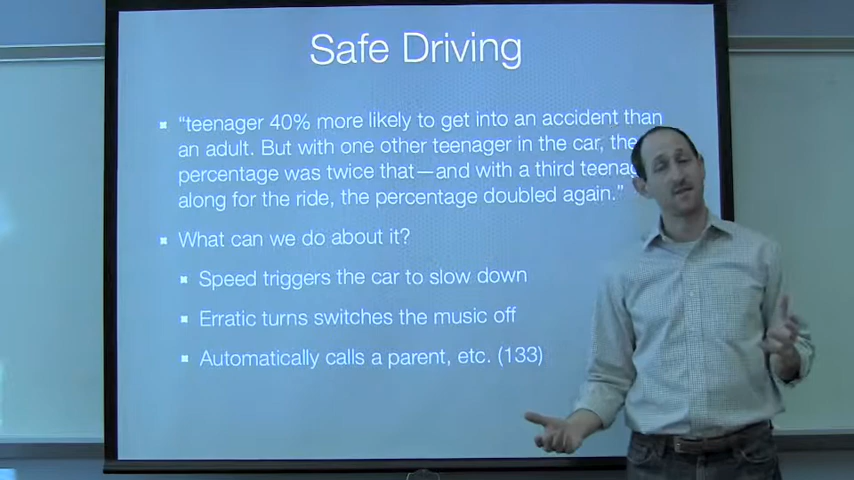 Safe Driving
"teenager 40% more likely to get into an accident than
an adult. But with one other teenager in the car, the
percentage was twice that—and with a third
along for the ride, the percentage doubled again."
What can we do about it?
Speed triggers the car to slow down
Erratic turns switches the music off
Automatically calls a parent, etc. (133)